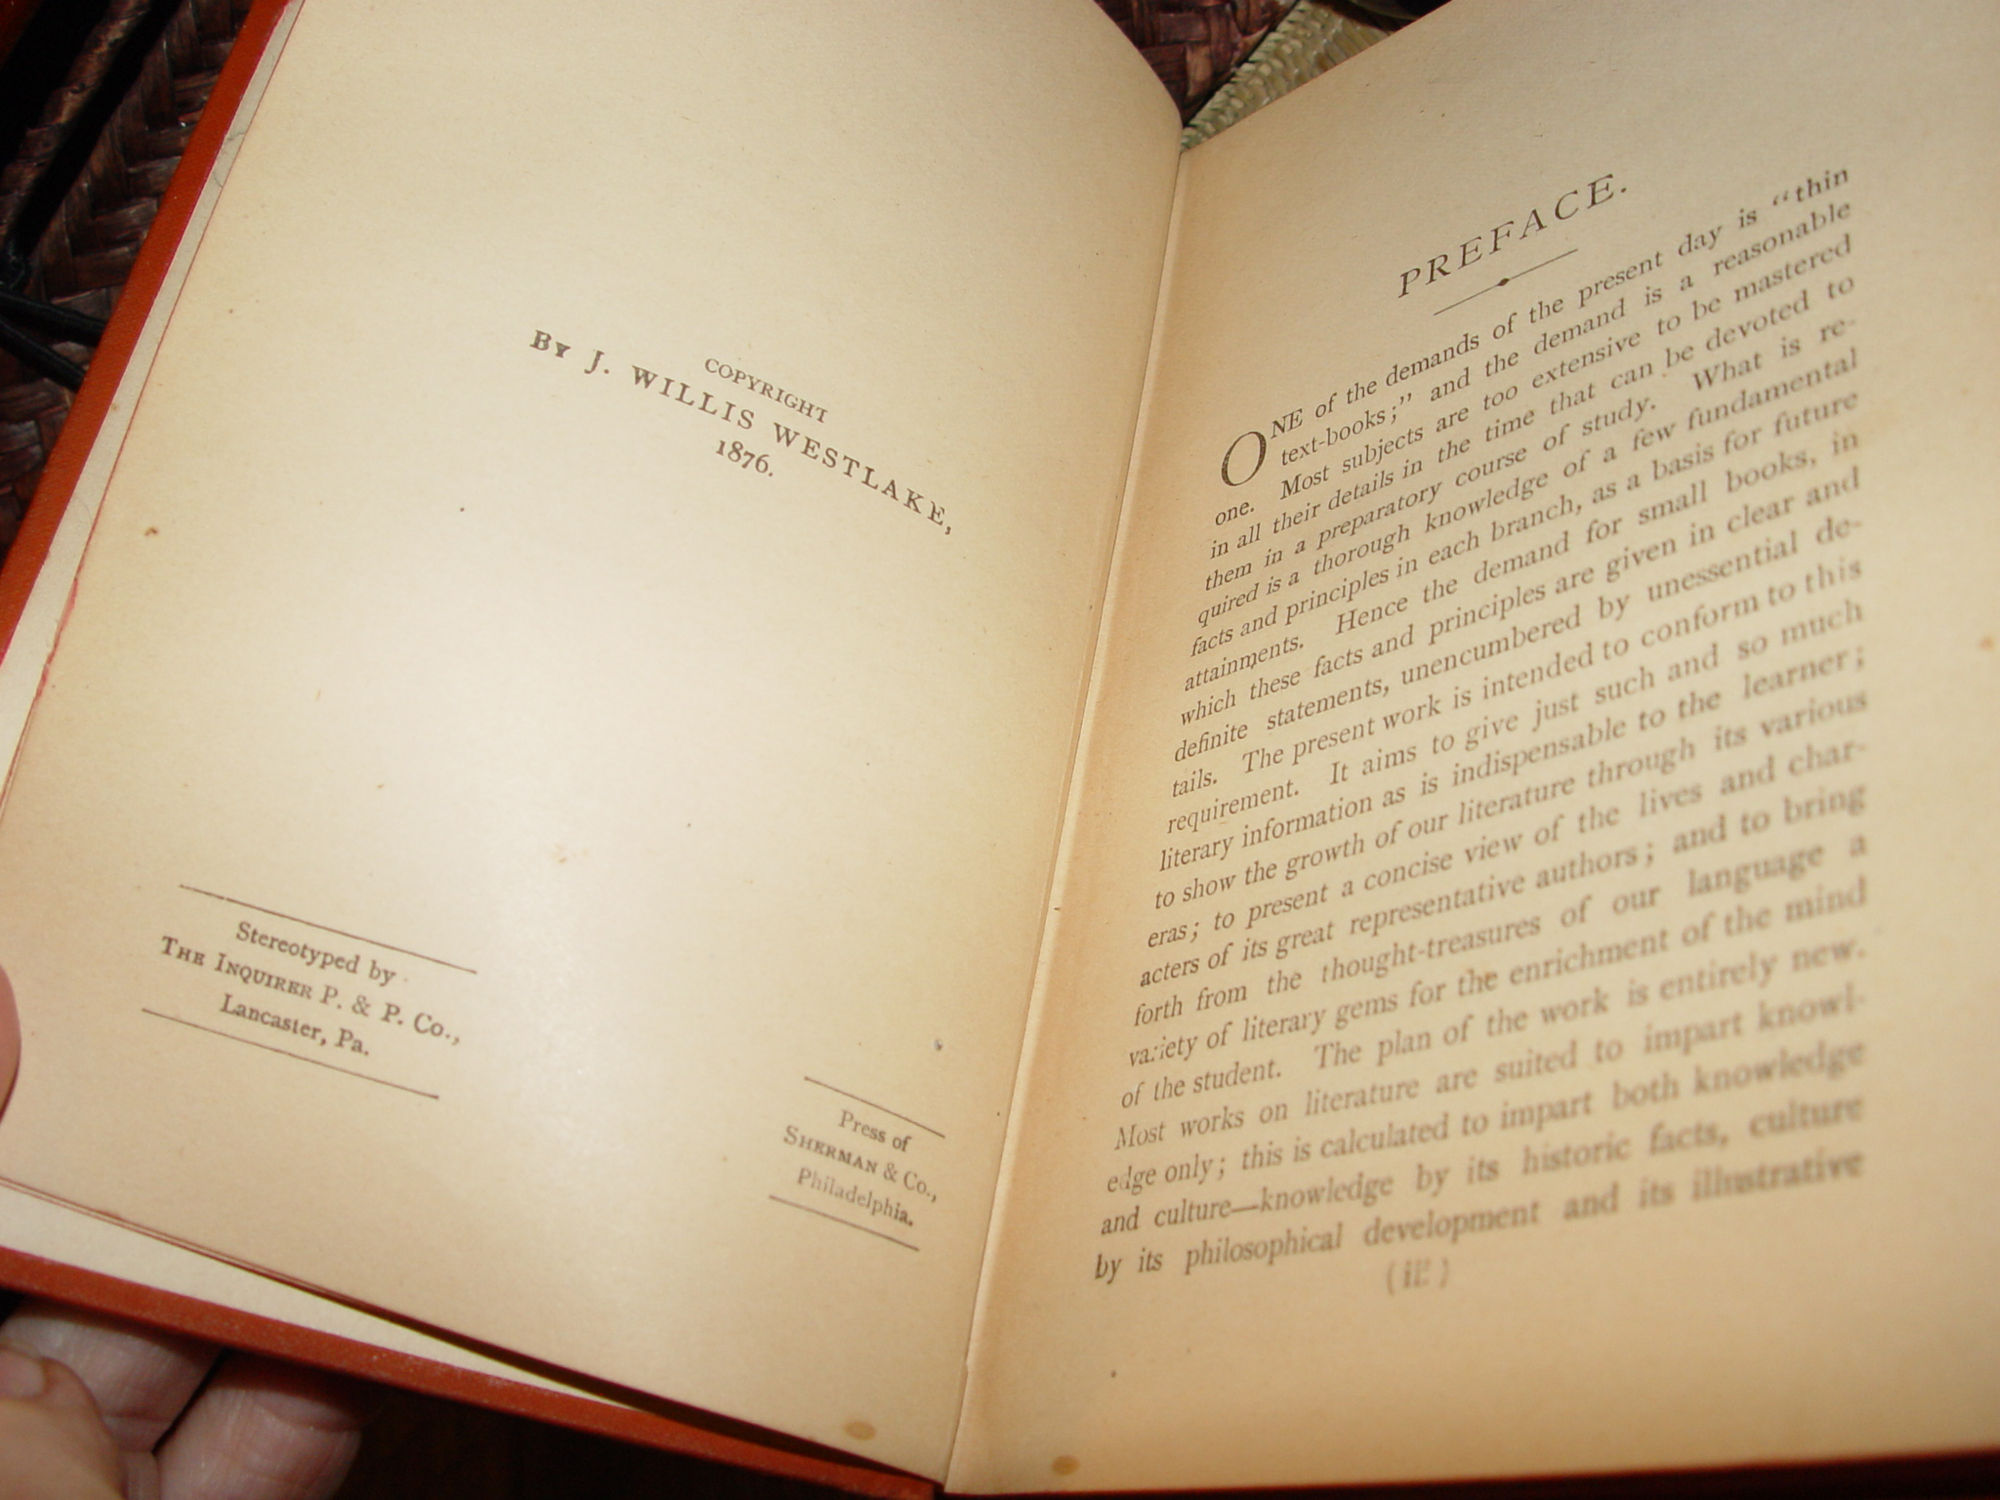 COPYRIGHT
By J. WILLIS WESTLAKE,
1876.
Stereotyped by
THE INQUIRER P. & P. Co.,
Lancaster, Pa.
Press of
SHERMAN & Co.,
Philadelphia.
PREFACE.
ONE of the demands of the present day is "thin
text-books;" and the demand is a reasonable
one. Most subjects are too extensive to be mastered
in all their details in the time that can be devoted to
them in a preparatory course of study. What is re-
quired is a thorough knowledge of a few fundamental
facts and principles in each branch, as a basis for future
attainments. Hence the demand for small books, in
which these facts and principles are given in clear and
definite statements, unencumbered by unessential de-
tails. The present work is intended to conform to this
requirement. It aims to give just such and so much
literary information as is indispensable to the learner;
to show the growth of our literature through its various
eras; to present a concise view of the lives and char-
acters of its great representative authors; and to bring
forth from the thought-treasures of our language a
variety of literary gems for the enrichment of the mind
of the student. The plan of the work is entirely new.
Most works on literature are suited to impart knowl-
edge only; this is calculated to impart both knowledge
and culture—knowledge by its historic facts, culture
by its philosophical development and its illustrative